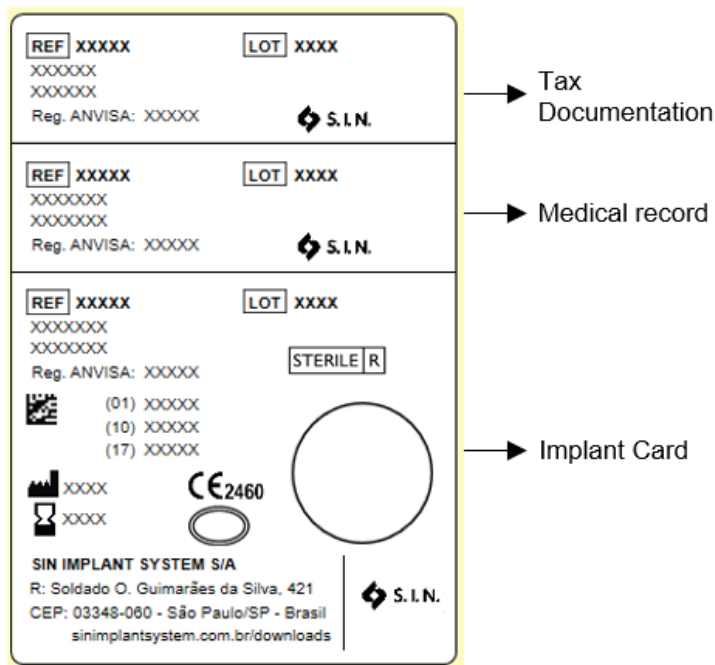 REF XXXXX LOT XXXX
XXXXXX
XXXXXX
Reg. ANVISA: XXXXX
S.I.N.
Tax
Documentation
REF XXXXX LOT XXXX
XXXXXXX
XXXXXXX
Reg. ANVISA: XXXXX
S.I.N.
Medical record
REF XXXXX LOT XXXX
XXXXXXX
XXXXXXX
Reg. ANVISA: XXXXX
STERILE R
(01) XXXXX
(10) XXXXX
(17) XXXXX
XXXX
CE 2460
XXXX
Implant Card
SIN IMPLANT SYSTEM S/A
R: Soldado O. Guimarães da Silva, 421
CEP: 03348-060 - São Paulo/SP - Brasil
sinimplantsystem.com.br/downloads
S.I.N.